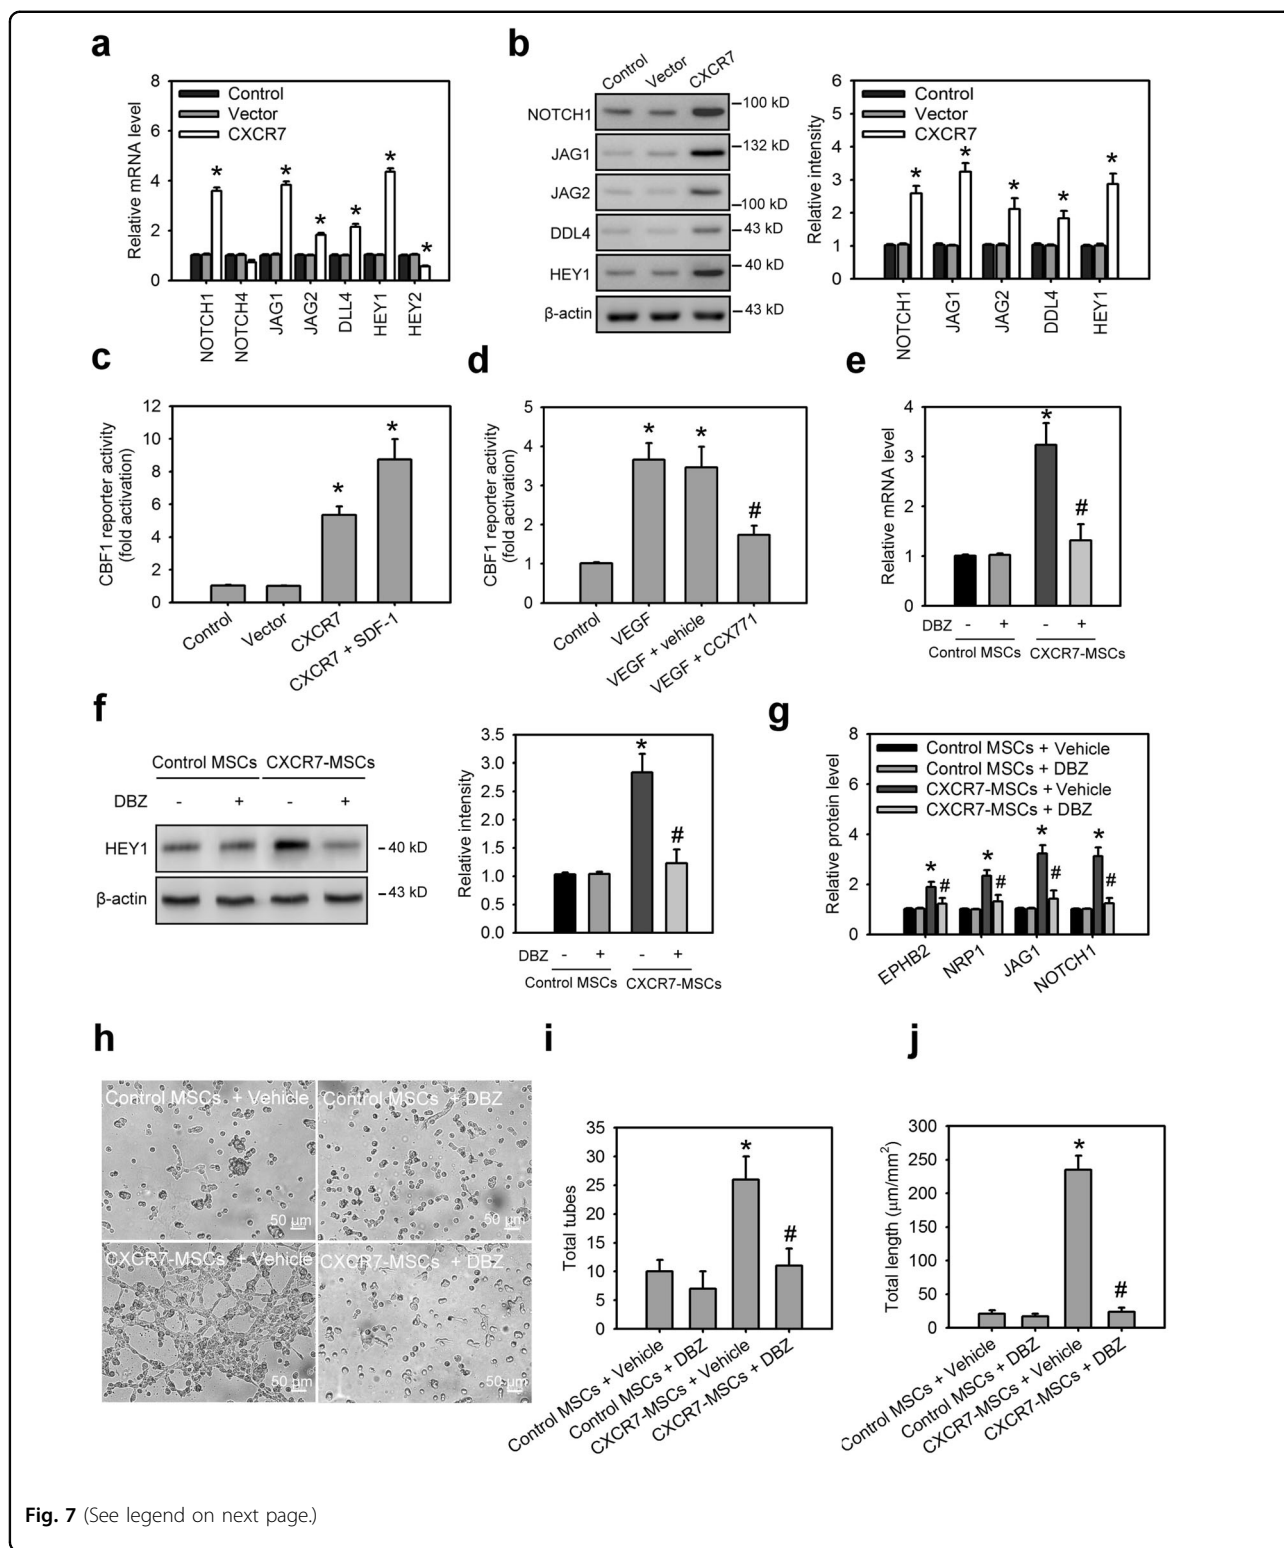 a
8
6
4
2
0
Relative mRNA level
Control
Vector
CXCR7
*
*
*
*
*
*
NOTCH1
NOTCH4
JAG1
JAG2
DLL4
HEY1
HEY2
b
Control
Vector
CXCR7
NOTCH1
–100 kD
JAG1
–132 kD
JAG2
–100 kD
DDL4
–43 kD
HEY1
–40 kD
β-actin
–43 kD
6
5
4
3
2
1
0
Relative intensity
Control
Vector
CXCR7
*
*
*
*
*
NOTCH1
JAG1
JAG2
DDL4
HEY1
c
12
10
8
6
4
2
0
CBF1 reporter activity
(fold activation)
*
*
Control
Vector
CXCR7
CXCR7 + SDF-1
d
5
4
3
2
1
0
CBF1 reporter activity
(fold activation)
*
*
#
Control
VEGF
VEGF + vehicle
VEGF + CCX771
e
4
3
2
1
0
Relative mRNA level
*
#
DBZ - + - +
Control MSCs CXCR7-MSCs
f
Control MSCs CXCR7-MSCs
DBZ - + - +
HEY1
–40 kD
β-actin
–43 kD
3.5
3.0
2.5
2.0
1.5
1.0
0.5
0.0
Relative intensity
*
#
DBZ - + - +
Control MSCs CXCR7-MSCs
g
8
6
4
2
0
Relative protein level
Control MSCs + Vehicle
Control MSCs + DBZ
CXCR7-MSCs + Vehicle
CXCR7-MSCs + DBZ
* #
* #
* #
* #
EPHB2
NRP1
JAG1
NOTCH1
h
Control MSCs + Vehicle
50 µm
Control MSCs + DBZ
50 µm
CXCR7-MSCs + Vehicle
50 µm
CXCR7-MSCs + DBZ
50 µm
i
35
30
25
20
15
10
5
0
Total tubes
*
#
Control MSCs + Vehicle
Control MSCs + DBZ
CXCR7-MSCs + Vehicle
CXCR7-MSCs + DBZ
j
300
250
200
150
100
50
0
Total length (µm/mm²)
*
#
Control MSCs + Vehicle
Control MSCs + DBZ
CXCR7-MSCs + Vehicle
CXCR7-MSCs + DBZ
Fig. 7 (See legend on next page.)